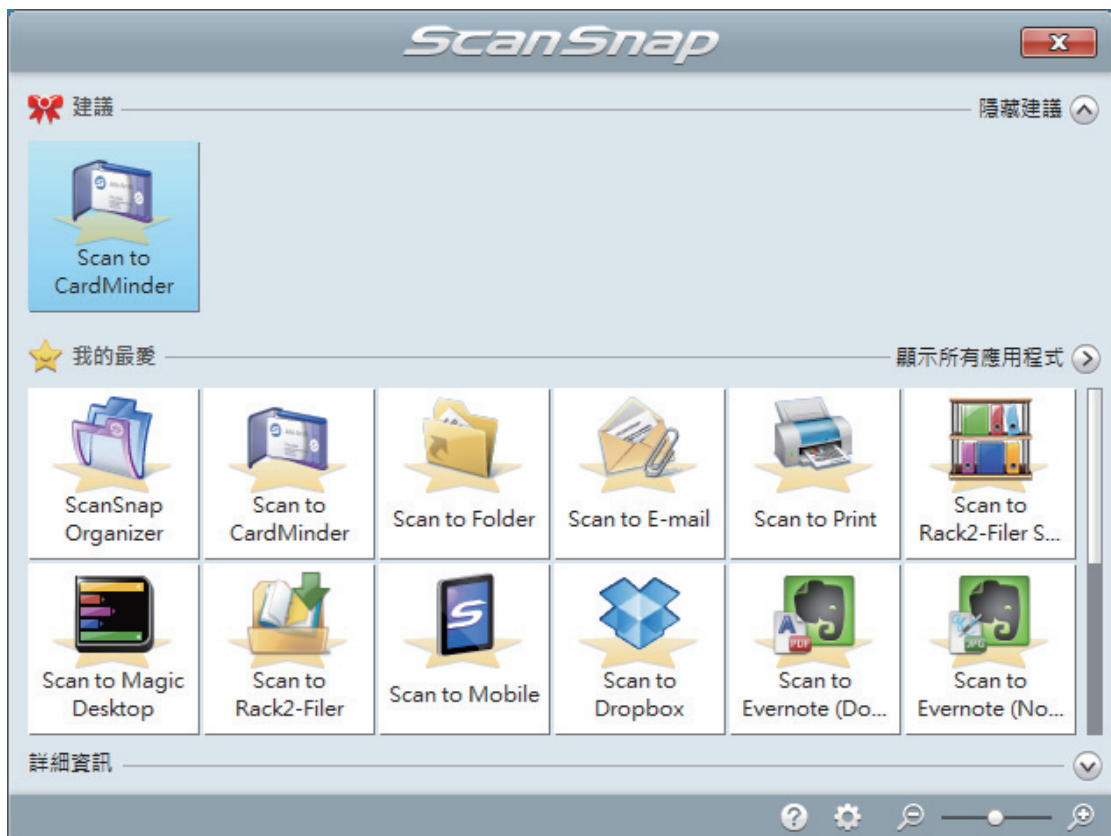 ScanSnap
建議
隱藏建議
Scan to
CardMinder
我的最愛
顯示所有應用程式
ScanSnap
Organizer
Scan to
CardMinder
Scan to Folder
Scan to E-mail
Scan to Print
Scan to
Rack2-Filer S...
Scan to Magic
Desktop
Scan to
Rack2-Filer
Scan to Mobile
Scan to
Dropbox
Scan to
Evernote (Do...
Scan to
Evernote (No...
詳細資訊